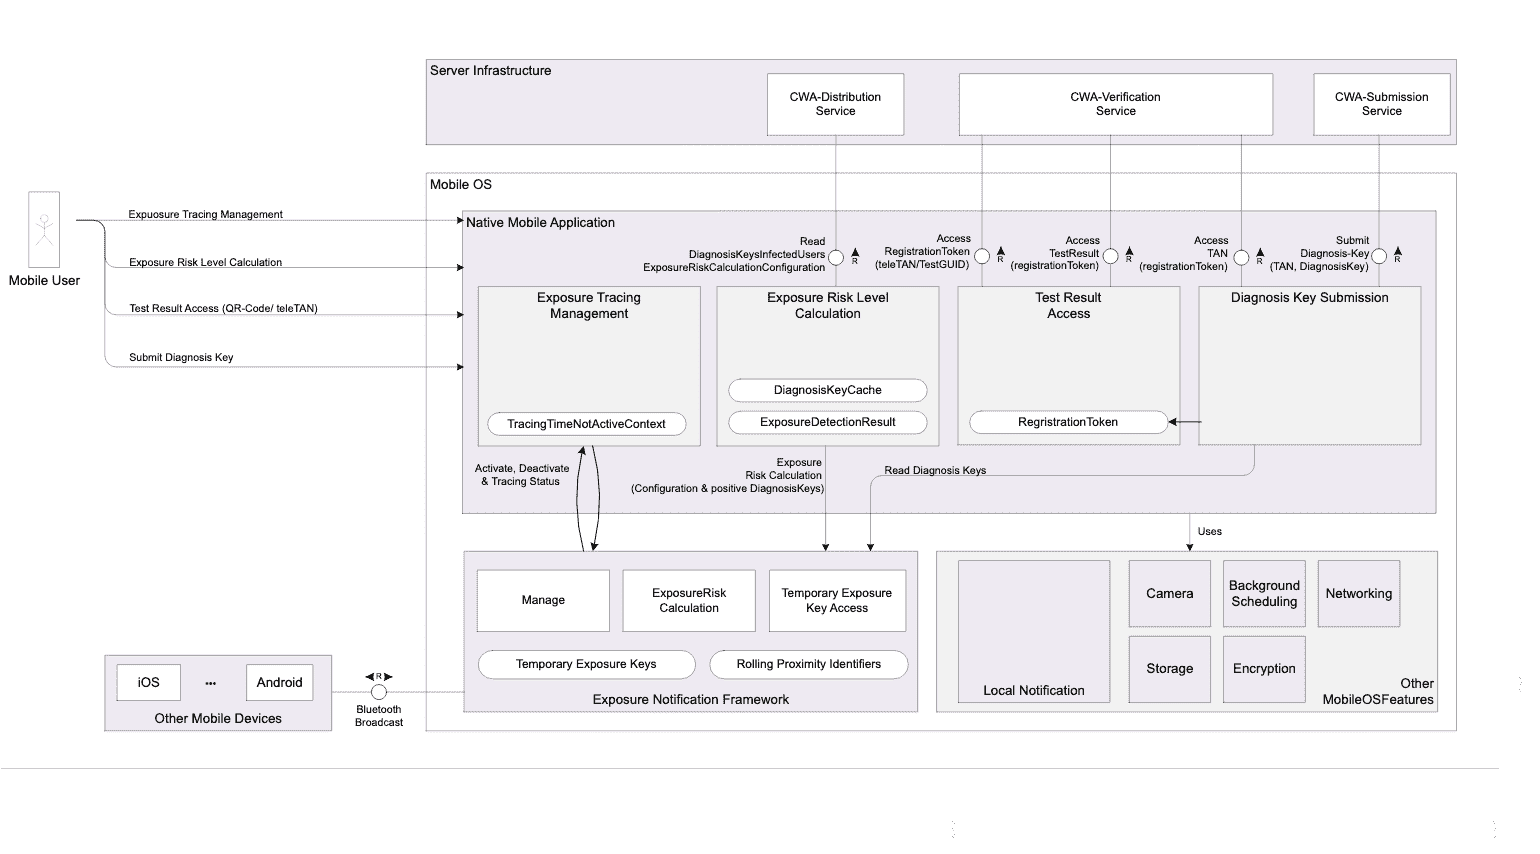 Server Infrastructure
CWA-Distribution
Service
CWA-Verification
Service
CWA-Submission
Service
Mobile OS
Mobile User
Expuosure Tracing Management
Exposure Risk Level Calculation
Test Result Access (QR-Code/ teleTAN)
Submit Diagnosis Key
Native Mobile Application
Read
DiagnosisKeysInfectedUsers
ExposureRiskCalculationConfiguration
R
Access
RegistrationToken
(teleTAN/TestGUID)
R
Access
TestResult
(registrationToken)
R
Access
TAN
(registrationToken)
R
Submit
Diagnosis-Key
(TAN, DiagnosisKey)
R
Exposure Tracing
Management
TracingTimeNotActiveContext
Exposure Risk Level
Calculation
DiagnosisKeyCache
ExposureDetectionResult
Test Result
Access
RegristrationToken
Diagnosis Key Submission
Activate, Deactivate
& Tracing Status
Exposure
Risk Calculation
(Configuration & positive DiagnosisKeys)
Read Diagnosis Keys
Uses
Manage
ExposureRisk
Calculation
Temporary Exposure
Key Access
Temporary Exposure Keys
Rolling Proximity Identifiers
Exposure Notification Framework
Local Notification
Camera
Background
Scheduling
Networking
Storage
Encryption
Other
MobileOSFeatures
iOS
...
Android
Other Mobile Devices
R
Bluetooth
Broadcast